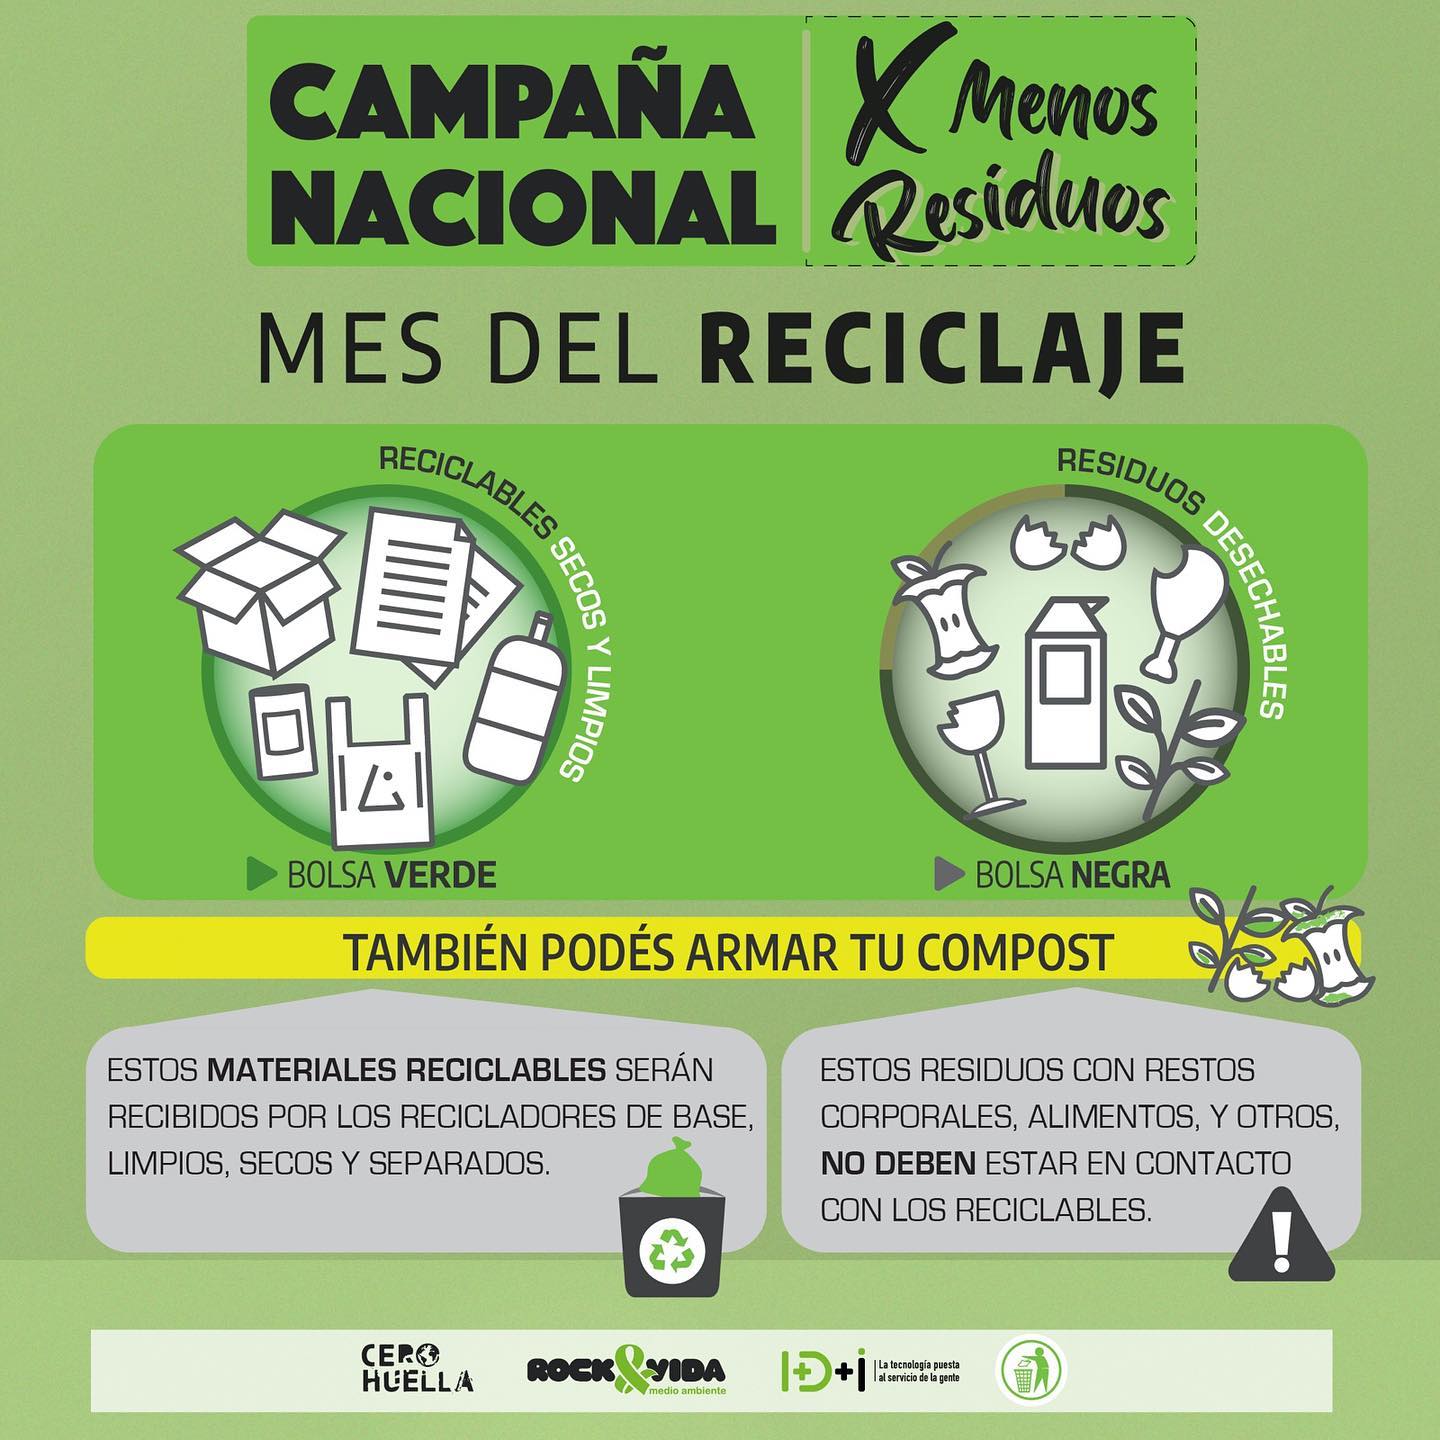 CAMPAÑA
NACIONAL
X Menos
Residuos
MES DEL RECICLAJE
RECICLABLES SECOS Y LIMPIOS
RESIDUOS DESECHABLES
BOLSA VERDE
BOLSA NEGRA
TAMBIÉN PODÉS ARMAR TU COMPOST
ESTOS MATERIALES RECICLABLES SERÁN
RECIBIDOS POR LOS RECICLADORES DE BASE,
LIMPIOS, SECOS Y SEPARADOS.
ESTOS RESIDUOS CON RESTOS
CORPORALES, ALIMENTOS, Y OTROS,
NO DEBEN ESTAR EN CONTACTO
CON LOS RECICLABLES.
CERO
HUELLA
ROCK&VIDA
medio ambiente
I+D+i
La tecnología puesta
al servicio de la gente